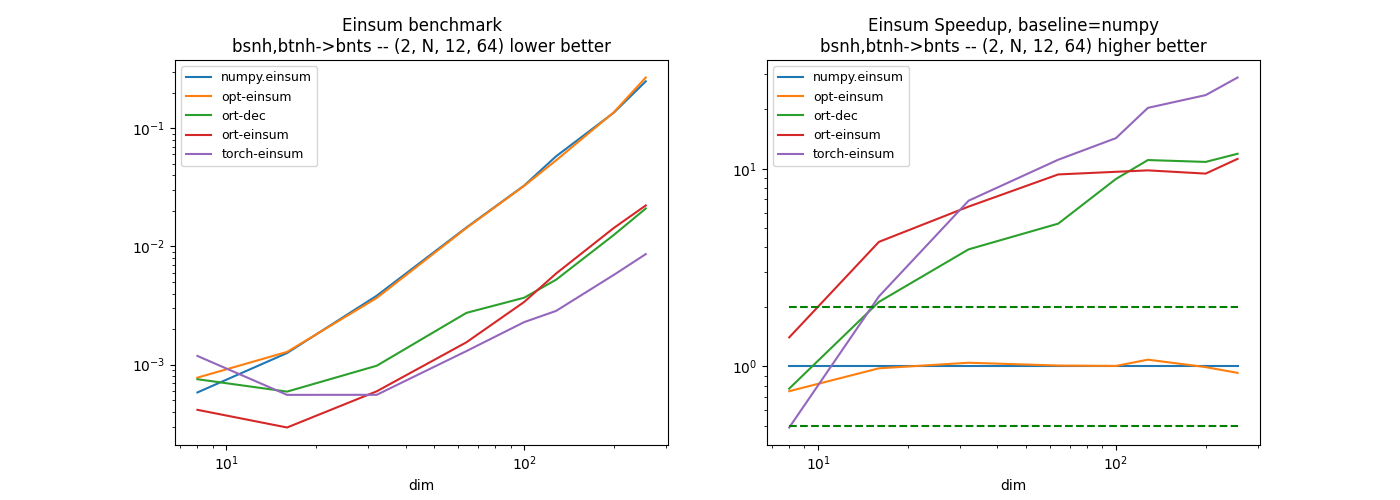 Einsum benchmark
bsnh,btnh->bnts -- (2, N, 12, 64) lower better
numpy.einsum
opt-einsum
ort-dec
ort-einsum
torch-einsum
10⁻¹
10⁻²
10⁻³
10¹
10²
dim
Einsum Speedup, baseline=numpy
bsnh,btnh->bnts -- (2, N, 12, 64) higher better
numpy.einsum
opt-einsum
ort-dec
ort-einsum
torch-einsum
10¹
10⁰
10¹
10²
dim